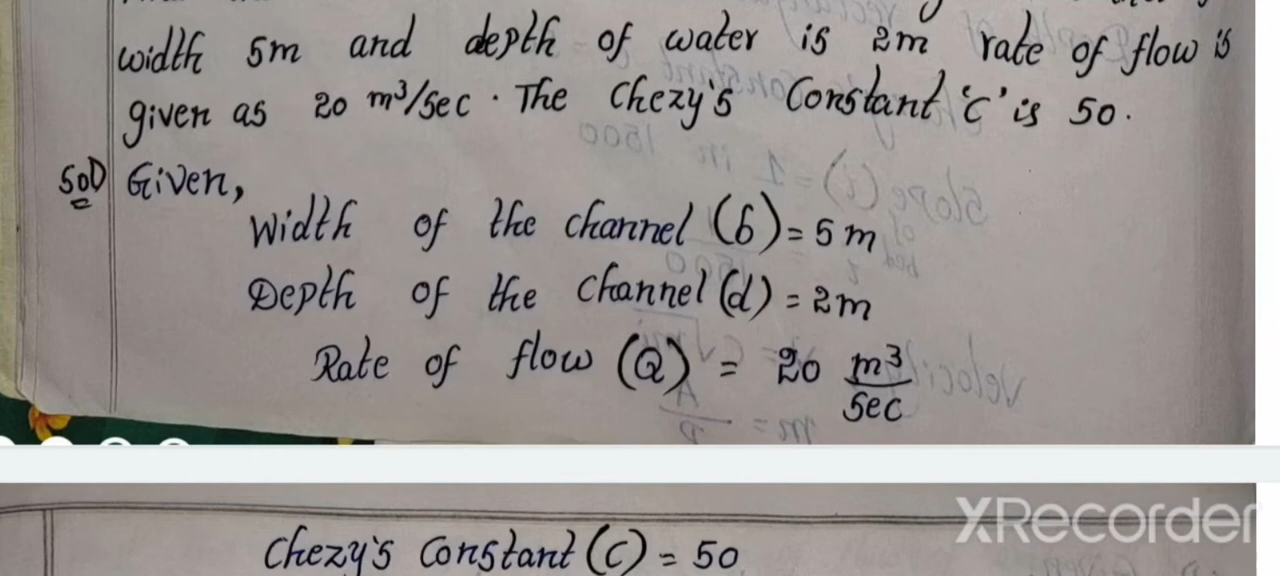 width 5m and depth of water is 2m rate of flow is
given as 20 m³/sec. The Chezy's Constant 'C' is 50.
Sol) Given,
Width of the channel (b) = 5m
Depth of the channel (d) = 2m
Rate of flow (Q) = 20 m³/sec
XRecorder
Chezy's Constant (C) = 50